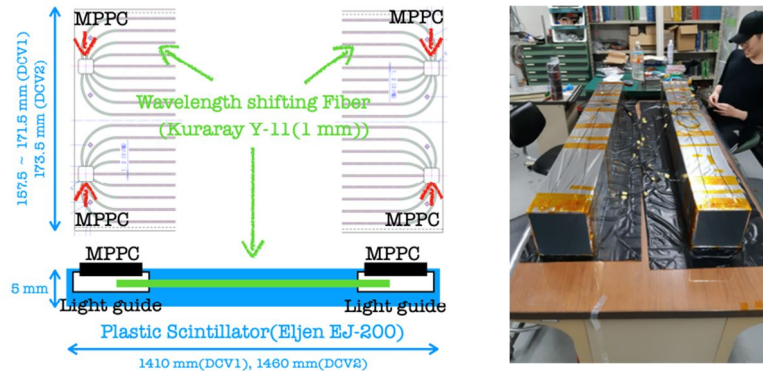 MPPC
MPPC
Wavelength shifting Fiber
(Kuraray Y-11(1 mm))
157.5 ~ 171.5 mm (DCV1)
173.5 mm (DCV2)
MPPC
MPPC
MPPC
MPPC
5 mm
Light guide
Light guide
Plastic Scintillator(Eljen EJ-200)
1410 mm(DCV1), 1460 mm(DCV2)